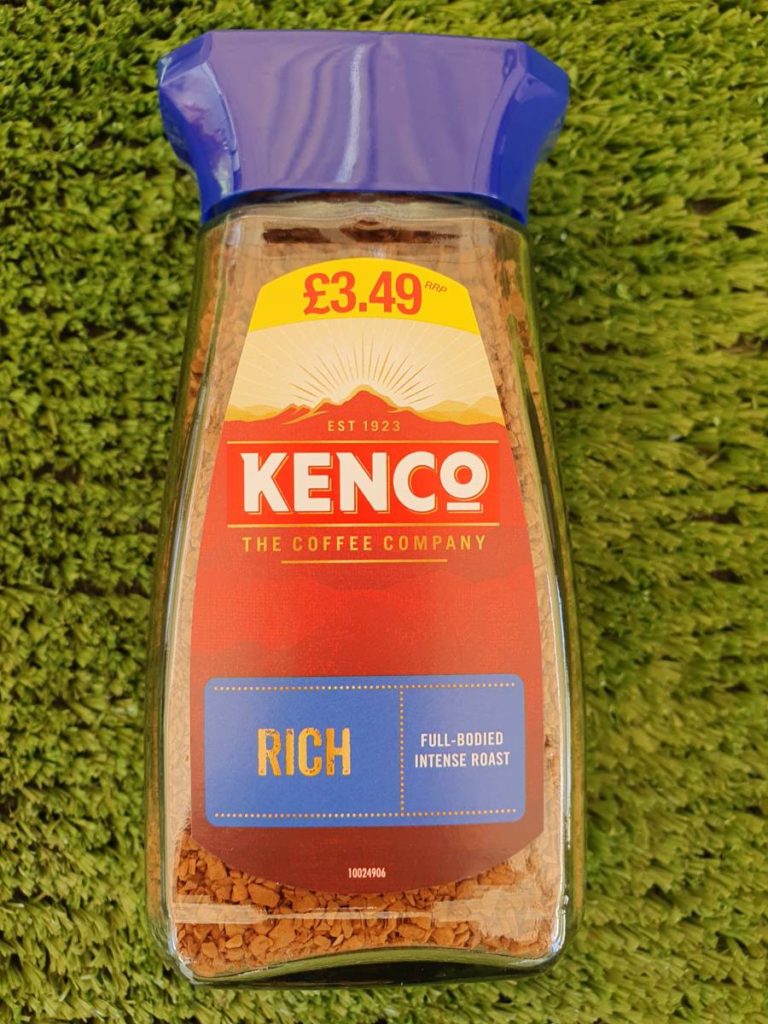 £3.49 RRP
EST 1923
KENCO
THE COFFEE COMPANY
RICH
FULL-BODIED
INTENSE ROAST
10024906